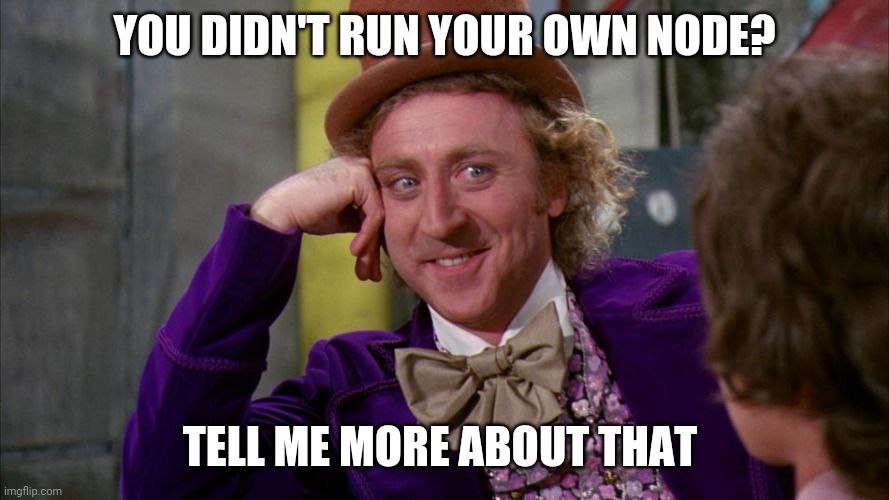 YOU DIDN'T RUN YOUR OWN NODE?
TELL ME MORE ABOUT THAT
imgflip.com